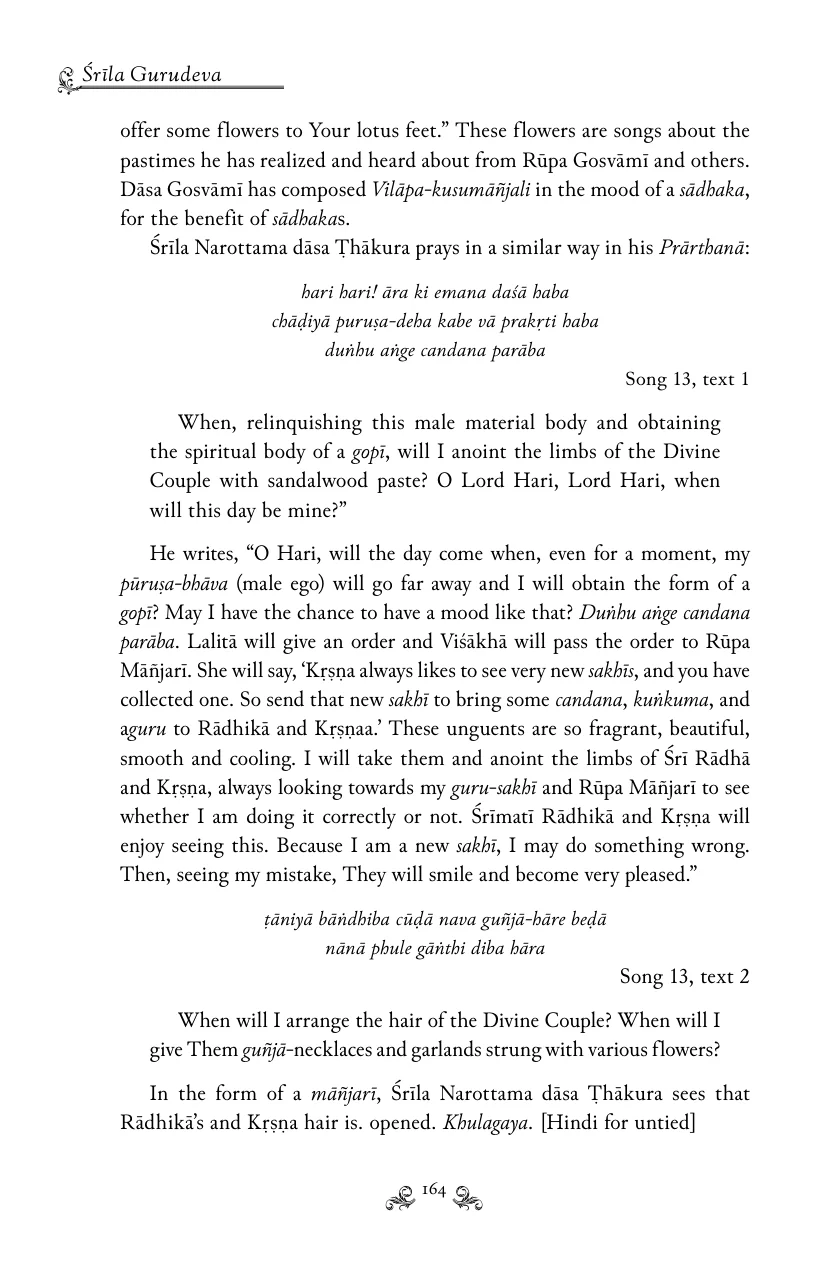 Śrīla Gurudeva
offer some flowers to Your lotus feet.” These flowers are songs about the
pastimes he has realized and heard about from Rūpa Gosvāmī and others.
Dāsa Gosvāmī has composed Vilāpa-kusumāñjali in the mood of a sādhaka,
for the benefit of sādhakas.
Śrīla Narottama dāsa Ṭhākura prays in a similar way in his Prārthanā:
hari hari! āra ki emana daśā haba
chāḍiyā puruṣa-deha kabe vā prakṛti haba
duṅhu aṅge candana parāba
Song 13, text 1
When, relinquishing this male material body and obtaining
the spiritual body of a gopī, will I anoint the limbs of the Divine
Couple with sandalwood paste? O Lord Hari, Lord Hari, when
will this day be mine?”
He writes, “O Hari, will the day come when, even for a moment, my
pūruṣa-bhāva (male ego) will go far away and I will obtain the form of a
gopī? May I have the chance to have a mood like that? Duṅhu aṅge candana
parāba. Lalitā will give an order and Viśākhā will pass the order to Rūpa
Māñjarī. She will say, ‘Kṛṣṇa always likes to see very new sakhīs, and you have
collected one. So send that new sakhī to bring some candana, kuṅkuma, and
aguru to Rādhikā and Kṛṣṇaa.’ These unguents are so fragrant, beautiful,
smooth and cooling. I will take them and anoint the limbs of Śrī Rādhā
and Kṛṣṇa, always looking towards my guru-sakhī and Rūpa Māñjarī to see
whether I am doing it correctly or not. Śrīmatī Rādhikā and Kṛṣṇa will
enjoy seeing this. Because I am a new sakhī, I may do something wrong.
Then, seeing my mistake, They will smile and become very pleased.”
ṭāniyā bāṅdhiba cūḍā nava guñjā-hāre beḍā
nānā phule gāṅthi diba hāra
Song 13, text 2
When will I arrange the hair of the Divine Couple? When will I
give Them guñjā-necklaces and garlands strung with various flowers?
In the form of a māñjarī, Śrīla Narottama dāsa Ṭhākura sees that
Rādhikā’s and Kṛṣṇa hair is. opened. Khulagaya. [Hindi for untied]
164